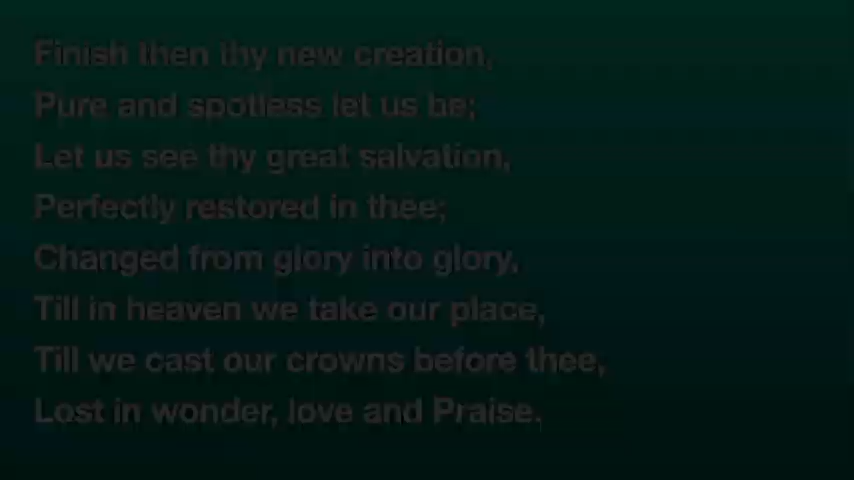 Finish then thy new creation,
Pure and spotless let us be;
Let us see thy great salvation,
Perfectly restored in thee;
Changed from glory into glory,
Till in heaven we take our place,
Till we cast our crowns before thee,
Lost in wonder, love and Praise.